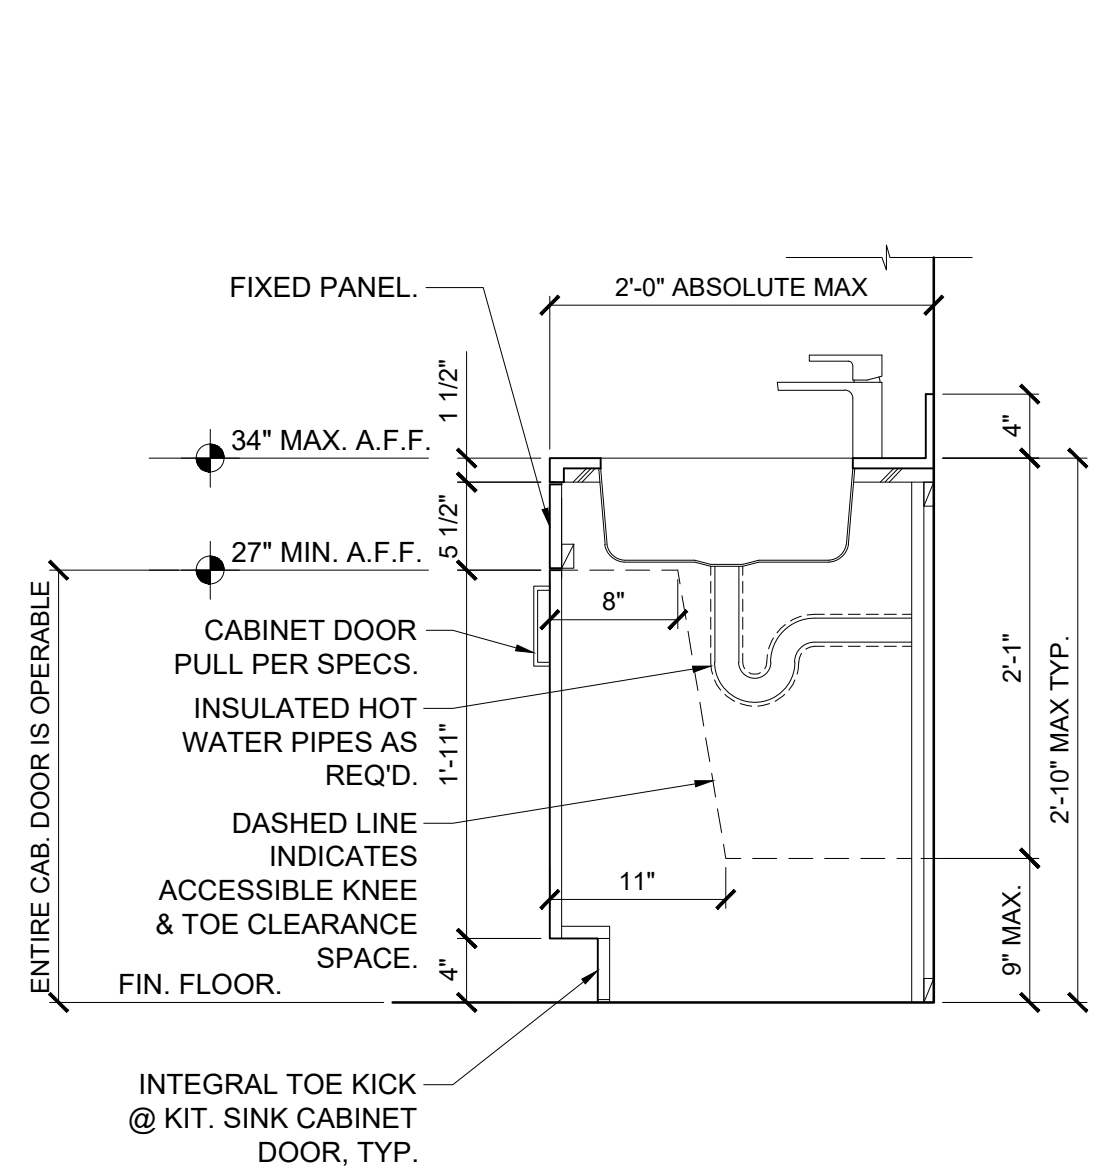 FIXED PANEL.
2'-0" ABSOLUTE MAX
1 1/2"
34" MAX. A.F.F.
4"
5 1/2"
27" MIN. A.F.F.
8"
CABINET DOOR
PULL PER SPECS.
INSULATED HOT
WATER PIPES AS
REQ'D.
1'-11"
2'-1"
2'-10" MAX TYP.
ENTIRE CAB. DOOR IS OPERABLE
DASHED LINE
INDICATES
ACCESSIBLE KNEE
& TOE CLEARANCE
SPACE.
11"
9" MAX.
4"
FIN. FLOOR.
INTEGRAL TOE KICK
@ KIT. SINK CABINET
DOOR, TYP.